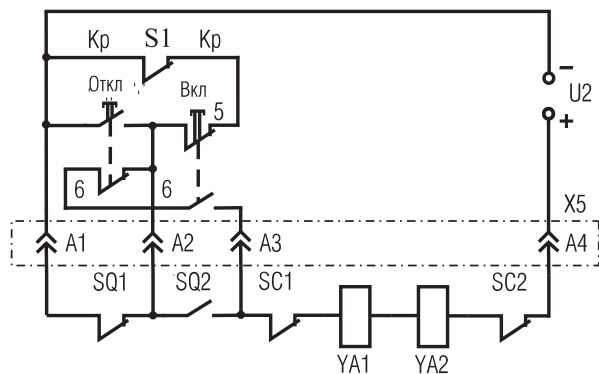 Кр S1 Кр
Откл Вкл
5
− U2
+
6 6
X5
A1 A2 A3 A4
SQ1 SQ2 SC1 SC2
YA1 YA2